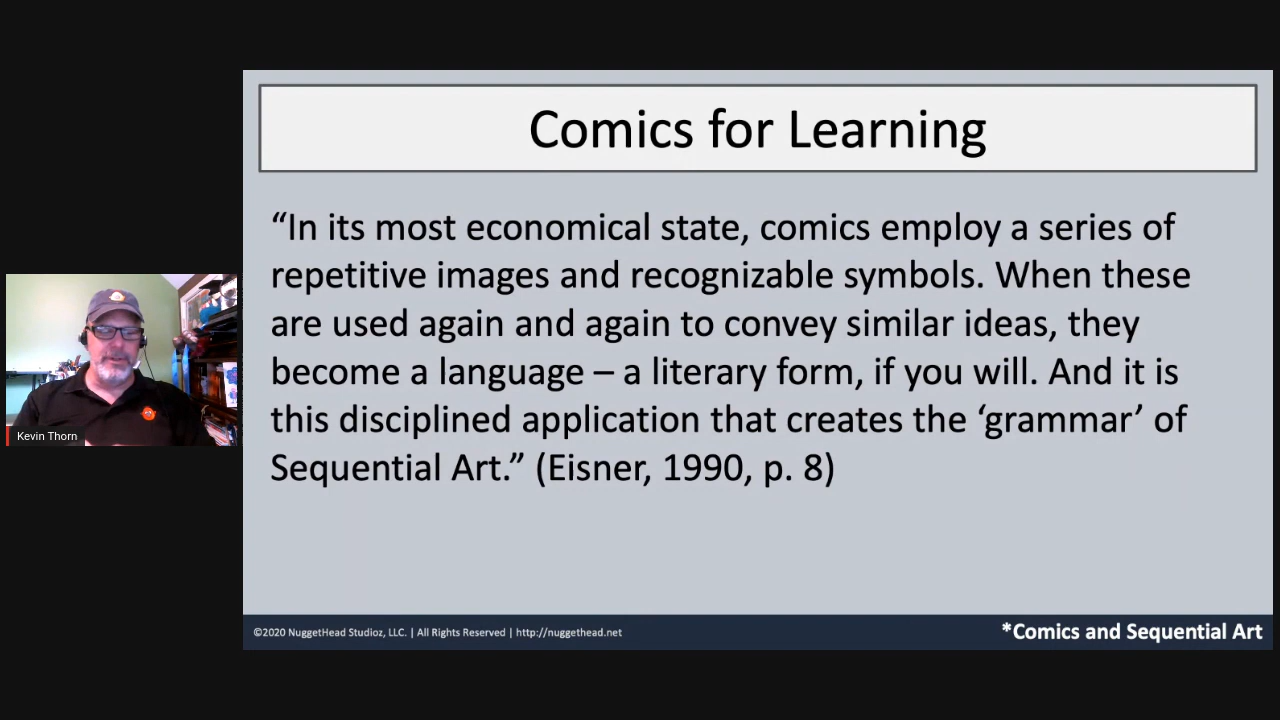 Comics for Learning
“In its most economical state, comics employ a series of
repetitive images and recognizable symbols. When these
are used again and again to convey similar ideas, they
become a language – a literary form, if you will. And it is
this disciplined application that creates the ‘grammar’ of
Sequential Art.” (Eisner, 1990, p. 8)
Kevin Thorn
©2020 NuggetHead Studioz, LLC. | All Rights Reserved | http://nuggethead.net
*Comics and Sequential Art